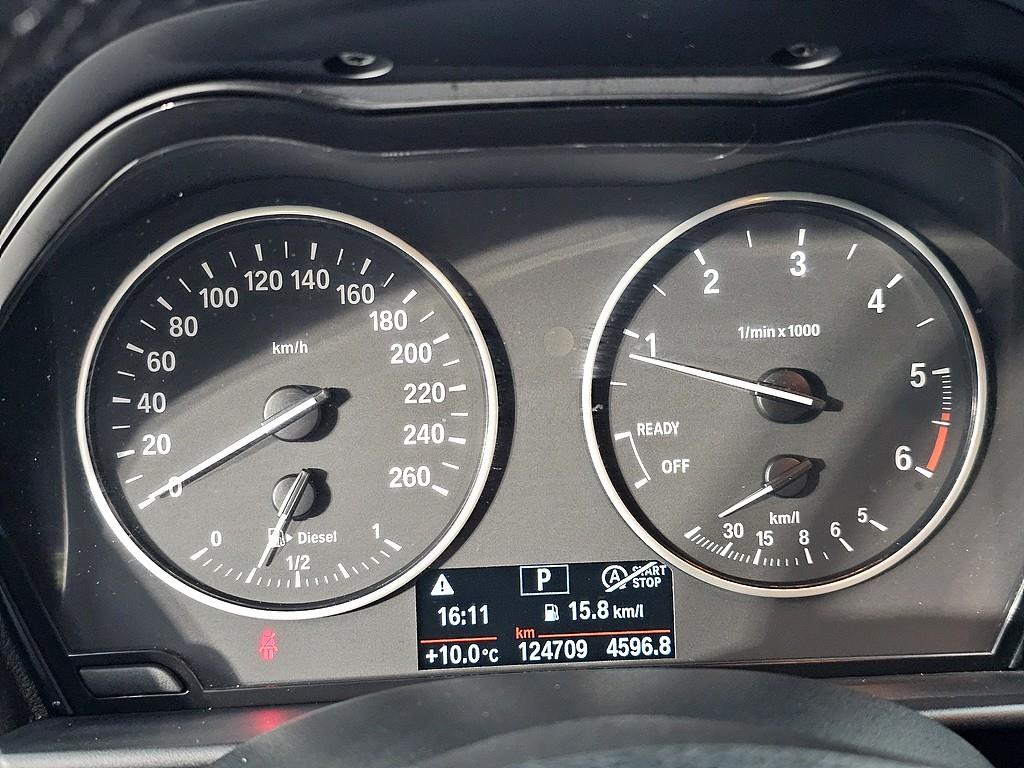 km/h
0
20
40
60
80
100
120
140
160
180
200
220
240
260
0
Diesel
1/2
1
1
2
3
4
5
6
1/min x 1000
READY
OFF
km/l
30
15
8
6
5
P
A START
STOP
16:11
15.8 km/l
km
+10.0°C
124709
4596.8